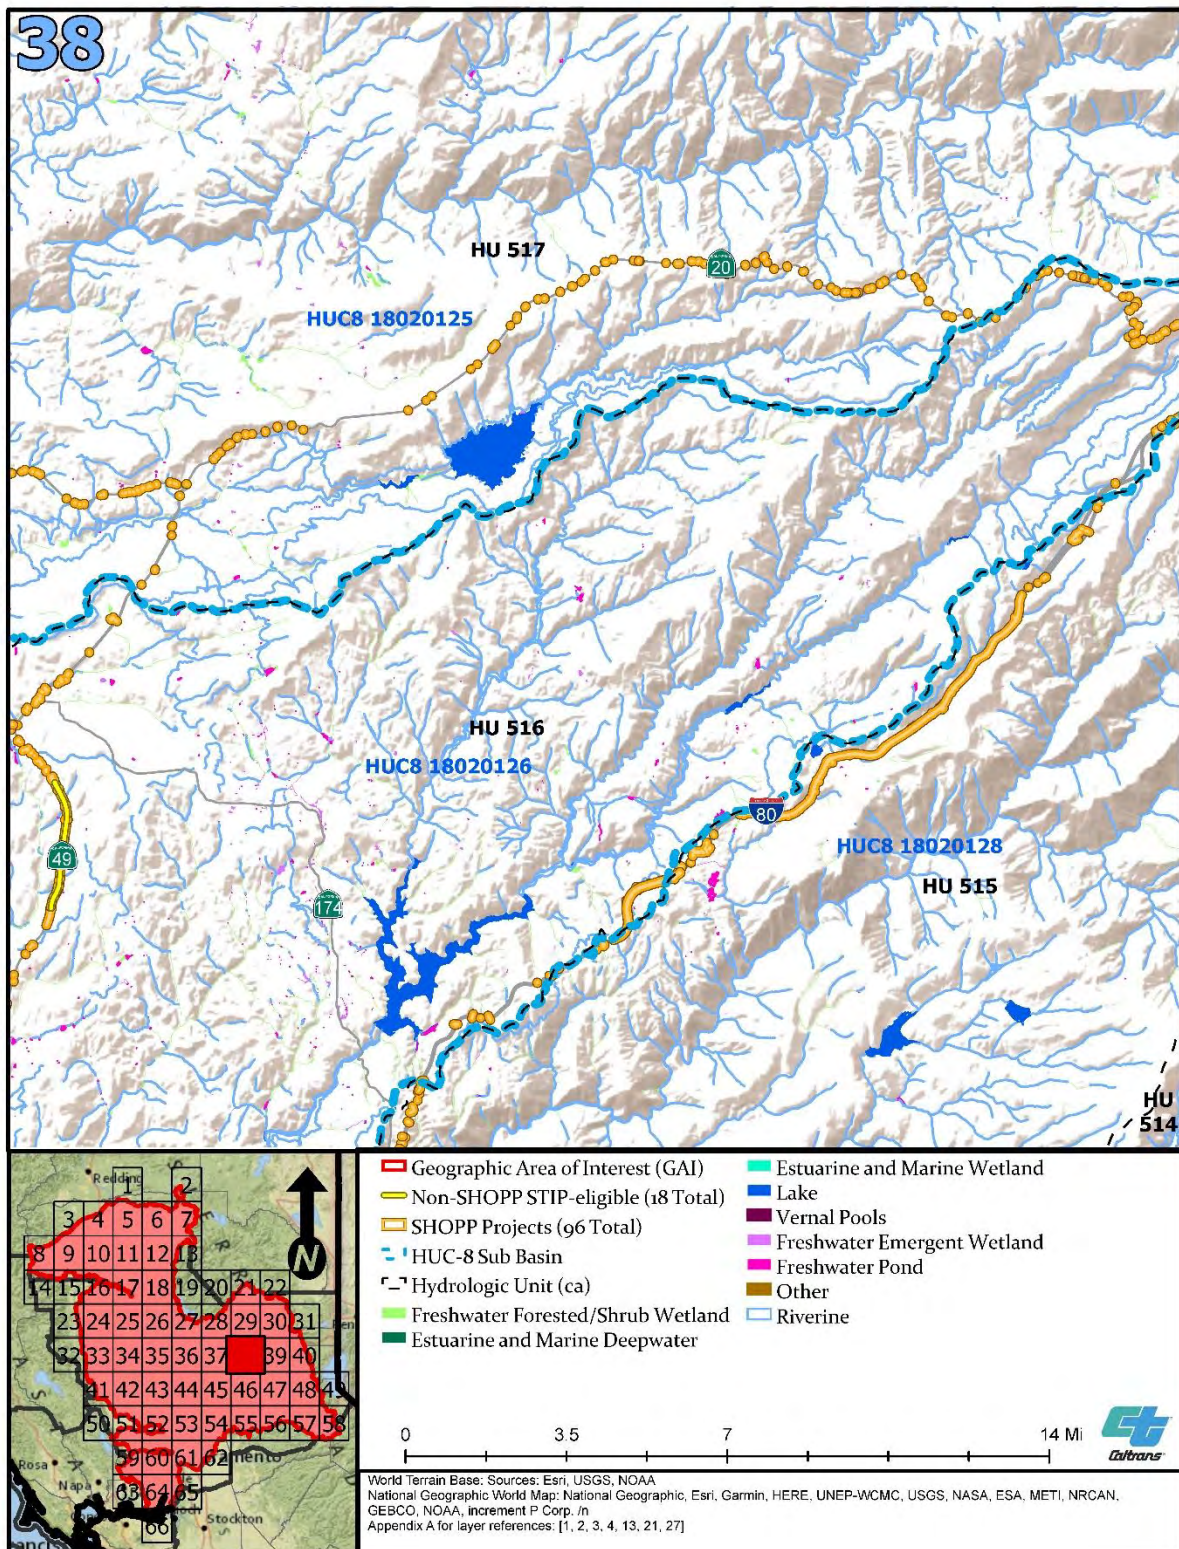 38
HU 517
20
HUC8 18020125
HU 516
HUC8 18020126
80
HUC8 18020128
49
HU 515
174
HU
514
Redding
1
2
3 4 5 6 7
8 9 10 11 12 13
14 15 16 17 18 19 20 21 22
23 24 25 26 27 28 29 30 31
32 33 34 35 36 37 39 40
41 42 43 44 45 46 47 48 49
50 51 52 53 54 55 56 57 58
59 60 61 62
63 64 65
66
Napa
Stockton
N
Geographic Area of Interest (GAI)
Non-SHOPP STIP-eligible (18 Total)
SHOPP Projects (96 Total)
HUC-8 Sub Basin
Hydrologic Unit (ca)
Freshwater Forested/Shrub Wetland
Estuarine and Marine Deepwater
Estuarine and Marine Wetland
Lake
Vernal Pools
Freshwater Emergent Wetland
Freshwater Pond
Other
Riverine
0 3.5 7 14 Mi
ct
Caltrans
World Terrain Base: Sources: Esri, USGS, NOAA
National Geographic World Map: National Geographic, Esri, Garmin, HERE, UNEP-WCMC, USGS, NASA, ESA, METI, NRCAN,
GEBCO, NOAA, increment P Corp. /n
Appendix A for layer references: [1, 2, 3, 4, 13, 21, 27]